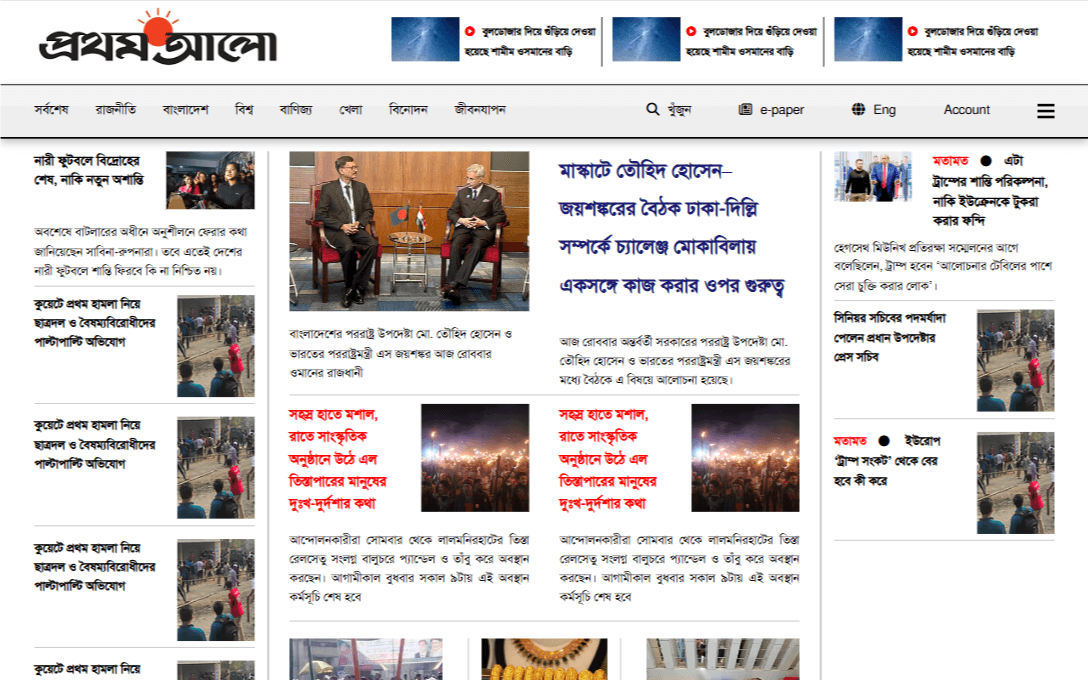 প্রথম আলো
বুলডোজার দিয়ে গুঁড়িয়ে দেওয়া
হয়েছে শামীম ওসমানের বাড়ি
বুলডোজার দিয়ে গুঁড়িয়ে দেওয়া
হয়েছে শামীম ওসমানের বাড়ি
বুলডোজার দিয়ে গুঁড়িয়ে দেওয়া
হয়েছে শামীম ওসমানের বাড়ি
সর্বশেষ রাজনীতি বাংলাদেশ বিশ্ব বাণিজ্য খেলা বিনোদন জীবনযাপন খুঁজুন e-paper Eng Account
নারী ফুটবলে বিদ্রোহের
শেষ, নাকি নতুন অশান্তি
অবশেষে বাটলারের অধীনে অনুশীলনে ফেরার কথা
জানিয়েছেন সাবিনা-রুপনারা। তবে এতেই দেশের
নারী ফুটবলে শান্তি ফিরবে কি না নিশ্চিত নয়।
কুয়েটে প্রথম হামলা নিয়ে
ছাত্রদল ও বৈষম্যবিরোধীদের
পাল্টাপাল্টি অভিযোগ
কুয়েটে প্রথম হামলা নিয়ে
ছাত্রদল ও বৈষম্যবিরোধীদের
পাল্টাপাল্টি অভিযোগ
কুয়েটে প্রথম হামলা নিয়ে
ছাত্রদল ও বৈষম্যবিরোধীদের
পাল্টাপাল্টি অভিযোগ
কুয়েটে প্রথম হামলা নিয়ে
মাস্কাটে তৌহিদ হোসেন–
জয়শঙ্করের বৈঠক ঢাকা-দিল্লি
সম্পর্কে চ্যালেঞ্জ মোকাবিলায়
একসঙ্গে কাজ করার ওপর গুরুত্ব
বাংলাদেশের পররাষ্ট্র উপদেষ্টা মো. তৌহিদ হোসেন ও
ভারতের পররাষ্ট্রমন্ত্রী এস জয়শঙ্কর আজ রোববার
ওমানের রাজধানী
আজ রোববার অন্তর্বর্তী সরকারের পররাষ্ট্র উপদেষ্টা মো.
তৌহিদ হোসেন ও ভারতের পররাষ্ট্রমন্ত্রী এস জয়শঙ্করের
মধ্যে বৈঠকে এ বিষয়ে আলোচনা হয়েছে।
সহস্র হাতে মশাল,
রাতে সাংস্কৃতিক
অনুষ্ঠানে উঠে এল
তিস্তাপারের মানুষের
দুঃখ-দুর্দশার কথা
আন্দোলনকারীরা সোমবার থেকে লালমনিরহাটের তিস্তা
রেলসেতু সংলগ্ন বালুচরে প্যান্ডেল ও তাঁবু করে অবস্থান
করছেন। আগামীকাল বুধবার সকাল ৯টায় এই অবস্থান
কর্মসূচি শেষ হবে
সহস্র হাতে মশাল,
রাতে সাংস্কৃতিক
অনুষ্ঠানে উঠে এল
তিস্তাপারের মানুষের
দুঃখ-দুর্দশার কথা
আন্দোলনকারীরা সোমবার থেকে লালমনিরহাটের তিস্তা
রেলসেতু সংলগ্ন বালুচরে প্যান্ডেল ও তাঁবু করে অবস্থান
করছেন। আগামীকাল বুধবার সকাল ৯টায় এই অবস্থান
কর্মসূচি শেষ হবে
মতামত ● এটা
ট্রাম্পের শান্তি পরিকল্পনা,
নাকি ইউক্রেনকে টুকরা
করার ফন্দি
হেগসেথ মিউনিখ প্রতিরক্ষা সম্মেলনের আগে
বলেছিলেন, ট্রাম্প হবেন ‘আলোচনার টেবিলের পাশে
সেরা চুক্তি করার লোক’।
সিনিয়র সচিবের পদমর্যাদা
পেলেন প্রধান উপদেষ্টার
প্রেস সচিব
মতামত ● ইউরোপ
‘ট্রাম্প সংকট’ থেকে বের
হবে কী করে